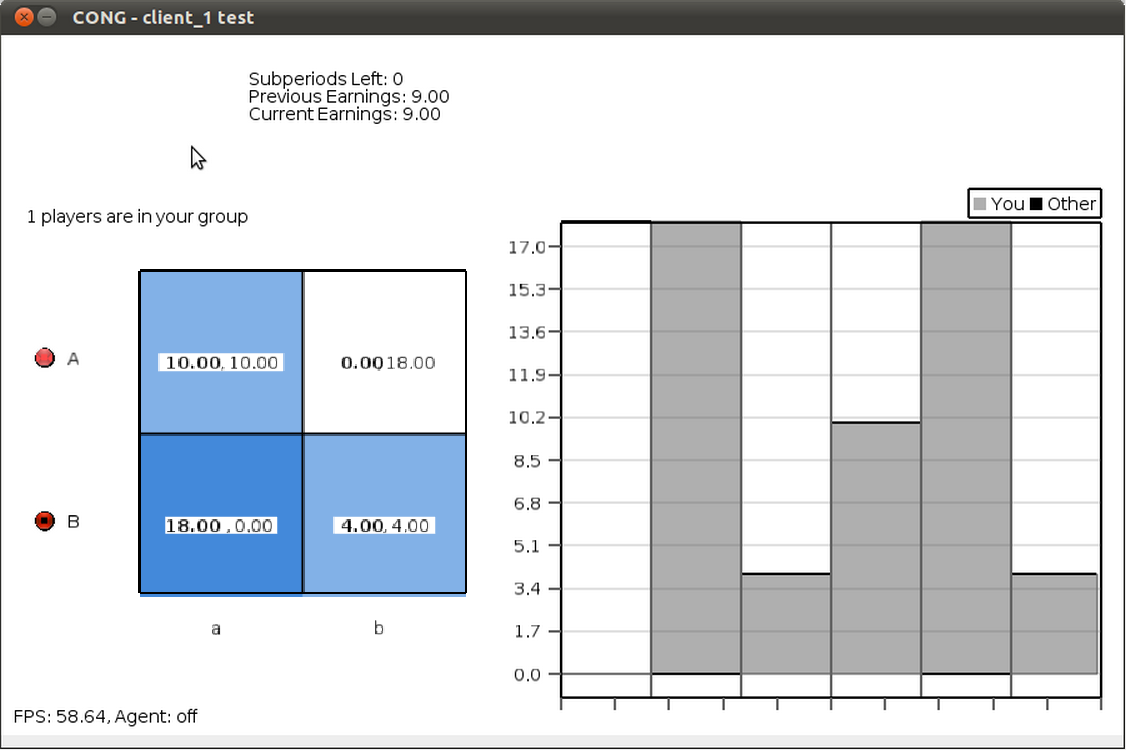 CONG - client_1 test
Subperiods Left: 0
Previous Earnings: 9.00
Current Earnings: 9.00
1 players are in your group
You Other
A
10.00, 10.00
0.00, 18.00
B
18.00 , 0.00
4.00, 4.00
a b
17.0
15.3
13.6
11.9
10.2
8.5
6.8
5.1
3.4
1.7
0.0
FPS: 58.64, Agent: off